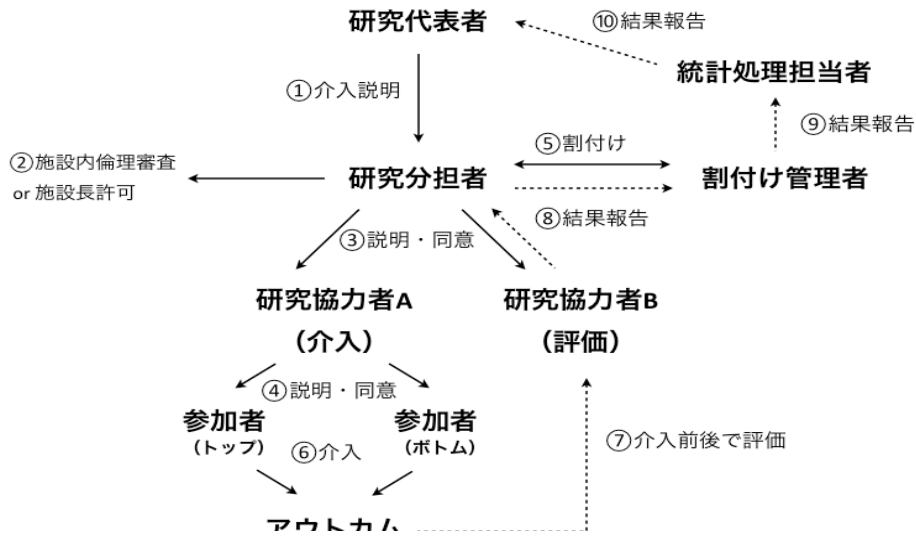 研究代表者
⑩結果報告
統計処理担当者
①介入説明
⑨結果報告
⑤割付け
②施設内倫理審査
or 施設長許可
研究分担者
割付け管理者
⑧結果報告
③説明・同意
研究協力者A
(介入)
研究協力者B
(評価)
④説明・同意
参加者
(トップ)
参加者
(ボトム)
⑥介入
⑦介入前後で評価
アウトカム